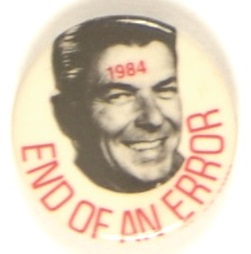 1984
END OF AN ERROR